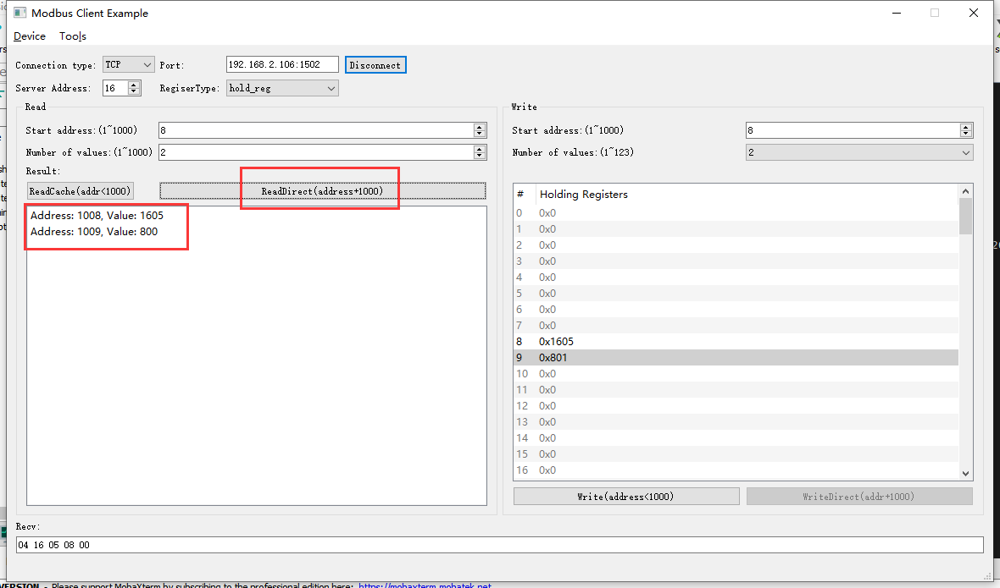 Modbus Client Example
Device Tools
Connection type: TCP Port: 192.168.2.106:1502 Disconnect
Server Address: 16 RegiserType: hold_reg
Read
Start address:(1~1000) 8
Number of values:(1~1000) 2
Result:
ReadCache(addr<1000) ReadDirect(address+1000)
Address: 1008, Value: 1605
Address: 1009, Value: 800
Write
Start address:(1~1000) 8
Number of values:(1~123) 2
# Holding Registers
0 0x0
1 0x0
2 0x0
3 0x0
4 0x0
5 0x0
6 0x0
7 0x0
8 0x1605
9 0x801
10 0x0
11 0x0
12 0x0
13 0x0
14 0x0
15 0x0
16 0x0
Write(address<1000) WriteDirect(addr+1000)
Recv:
04 16 05 08 00
VERSION - Please support MobaXterm by subscribing to the professional edition here: https://mobaxterm.mobatek.net